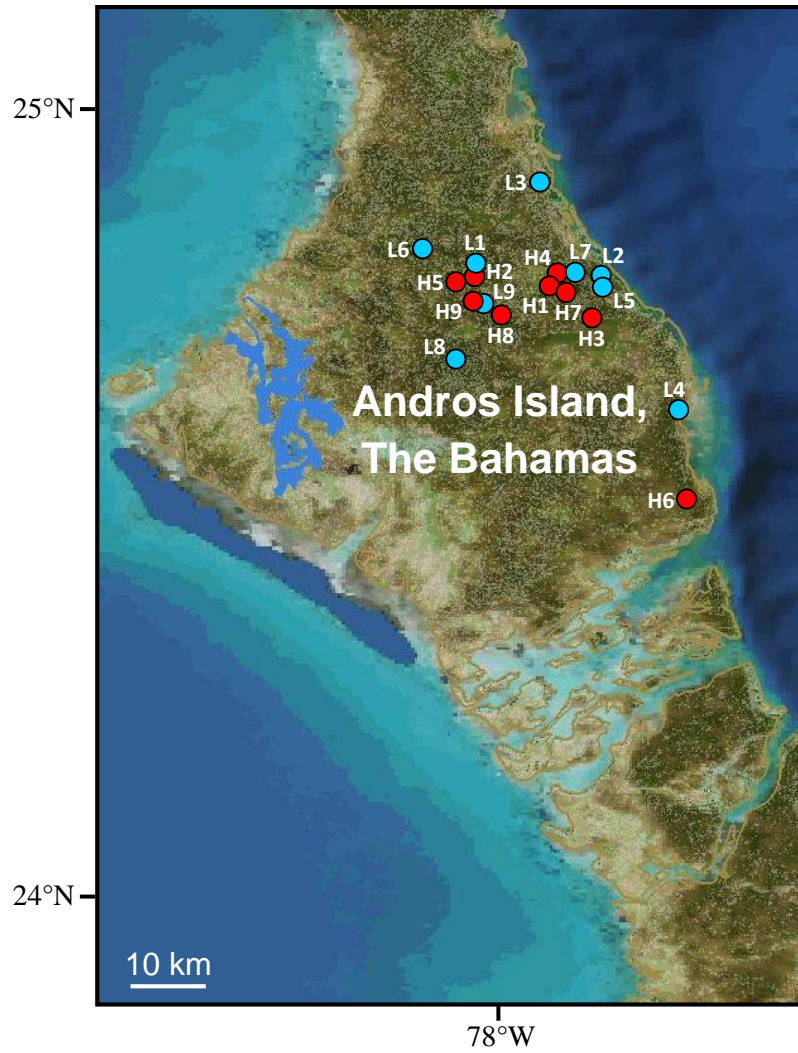 25°N
L3
L6
L1
H4
L7
L2
H5
H2
L5
H9
L9
H1
H7
H8
H3
L8
Andros Island,
The Bahamas
L4
H6
24°N
10 km
78°W